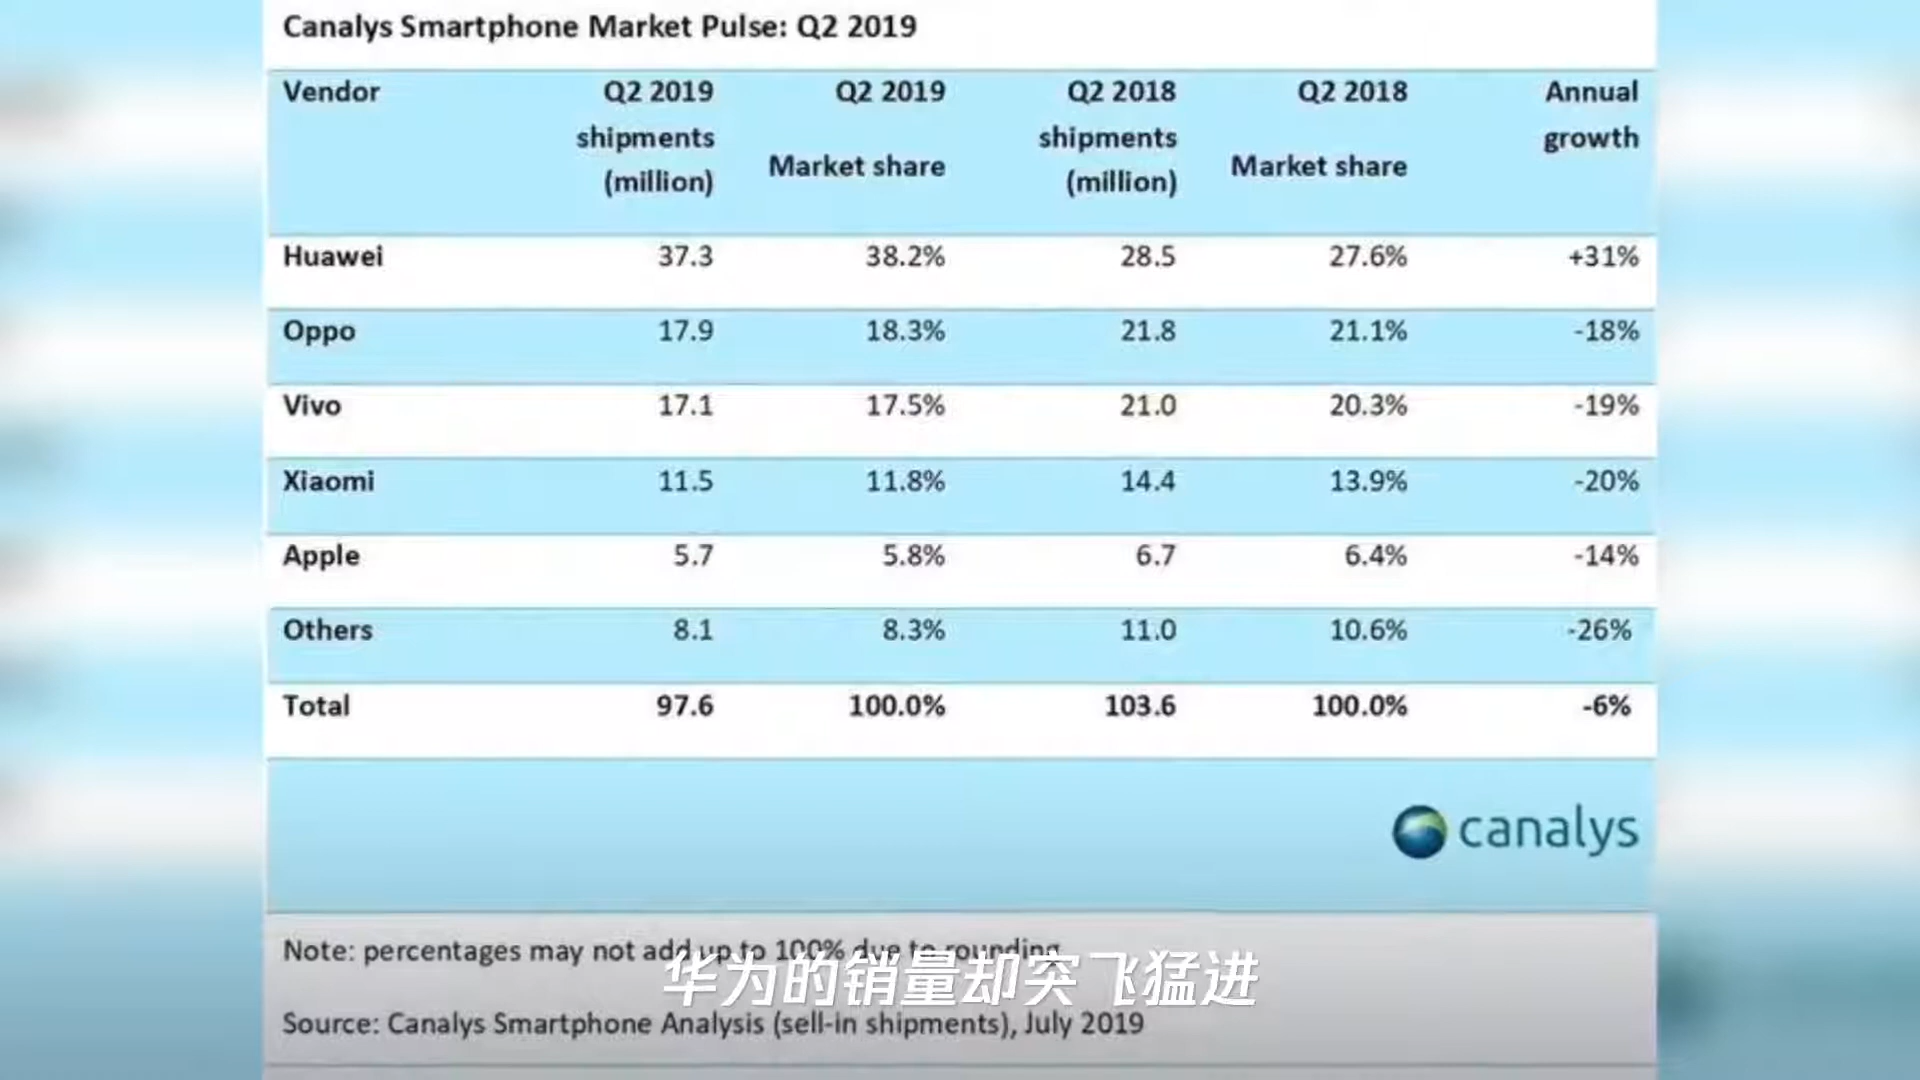 Canalys Smartphone Market Pulse: Q2 2019
Vendor Q2 2019 shipments (million) Q2 2019 Market share Q2 2018 shipments (million) Q2 2018 Market share Annual growth
Huawei 37.3 38.2% 28.5 27.6% +31%
Oppo 17.9 18.3% 21.8 21.1% -18%
Vivo 17.1 17.5% 21.0 20.3% -19%
Xiaomi 11.5 11.8% 14.4 13.9% -20%
Apple 5.7 5.8% 6.7 6.4% -14%
Others 8.1 8.3% 11.0 10.6% -26%
Total 97.6 100.0% 103.6 100.0% -6%
canalys
Note: percentages may not add up to 100% due to rounding
华为的销量却突飞猛进
Source: Canalys Smartphone Analysis (sell-in shipments), July 2019